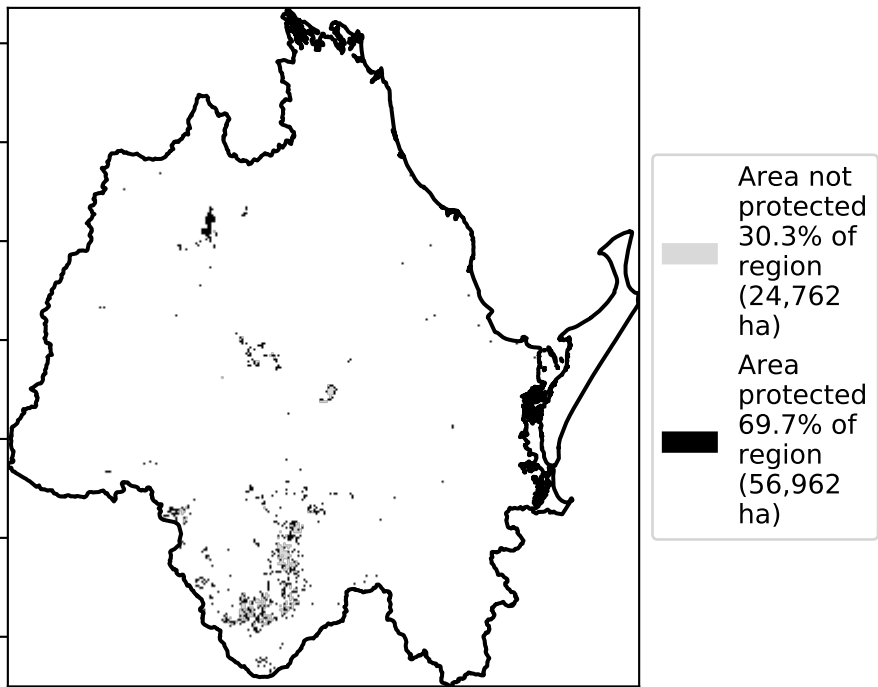 Area not
protected
30.3% of
region
(24,762
ha)
Area
protected
69.7% of
region
(56,962
ha)